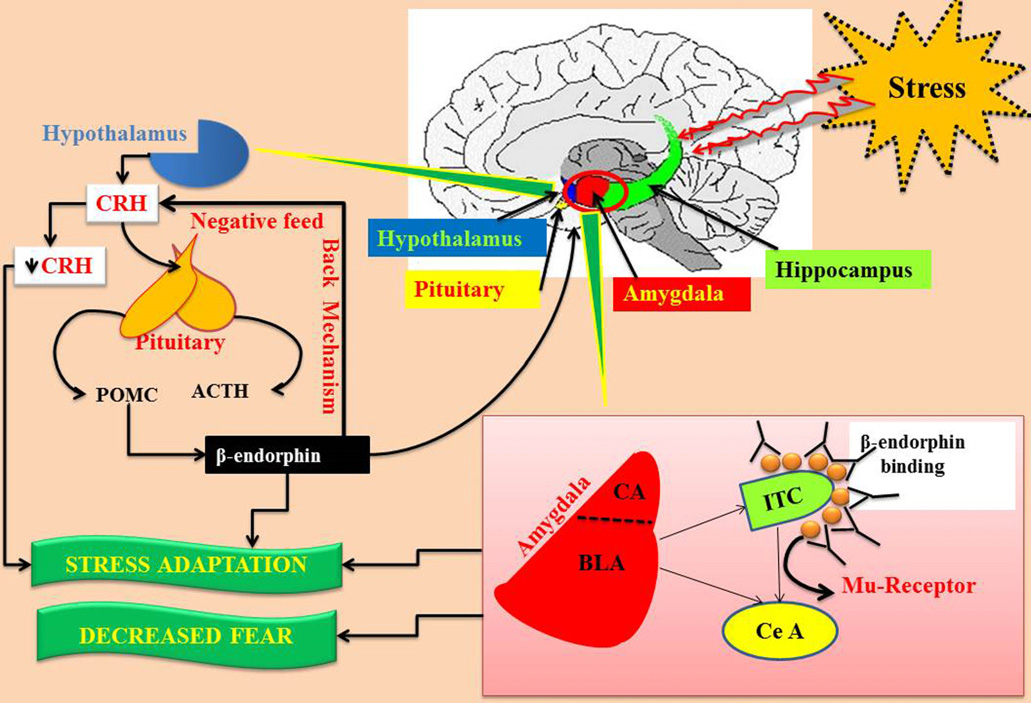 Stress
Hypothalamus
CRH
Negative feed
Back Mechanism
CRH
Hypothalamus
Pituitary
Amygdala
Hippocampus
Pituitary
POMC
ACTH
β-endorphin
β-endorphin
binding
Amygdala
CA
BLA
ITC
Mu-Receptor
Ce A
STRESS ADAPTATION
DECREASED FEAR